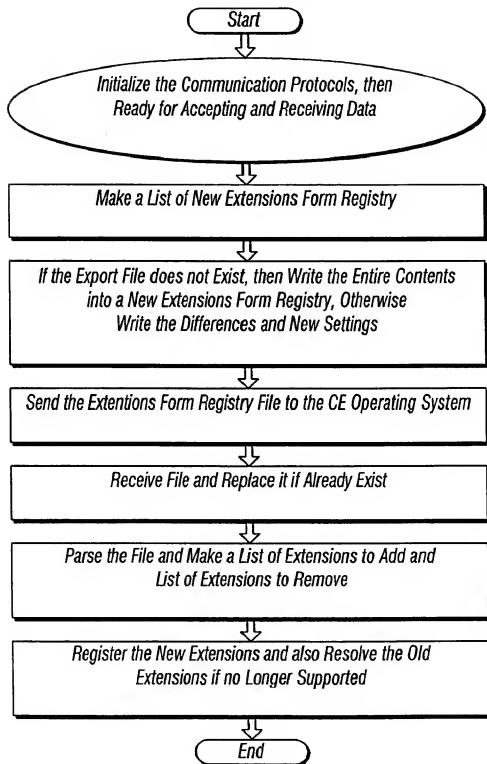 Start
Initialize the Communication Protocols, then
Ready for Accepting and Receiving Data
Make a List of New Extensions Form Registry
If the Export File does not Exist, then Write the Entire Contents
into a New Extensions Form Registry, Otherwise
Write the Differences and New Settings
Send the Extentions Form Registry File to the CE Operating System
Receive File and Replace it if Already Exist
Parse the File and Make a List of Extensions to Add and
List of Extensions to Remove
Register the New Extensions and also Resolve the Old
Extensions if no Longer Supported
End